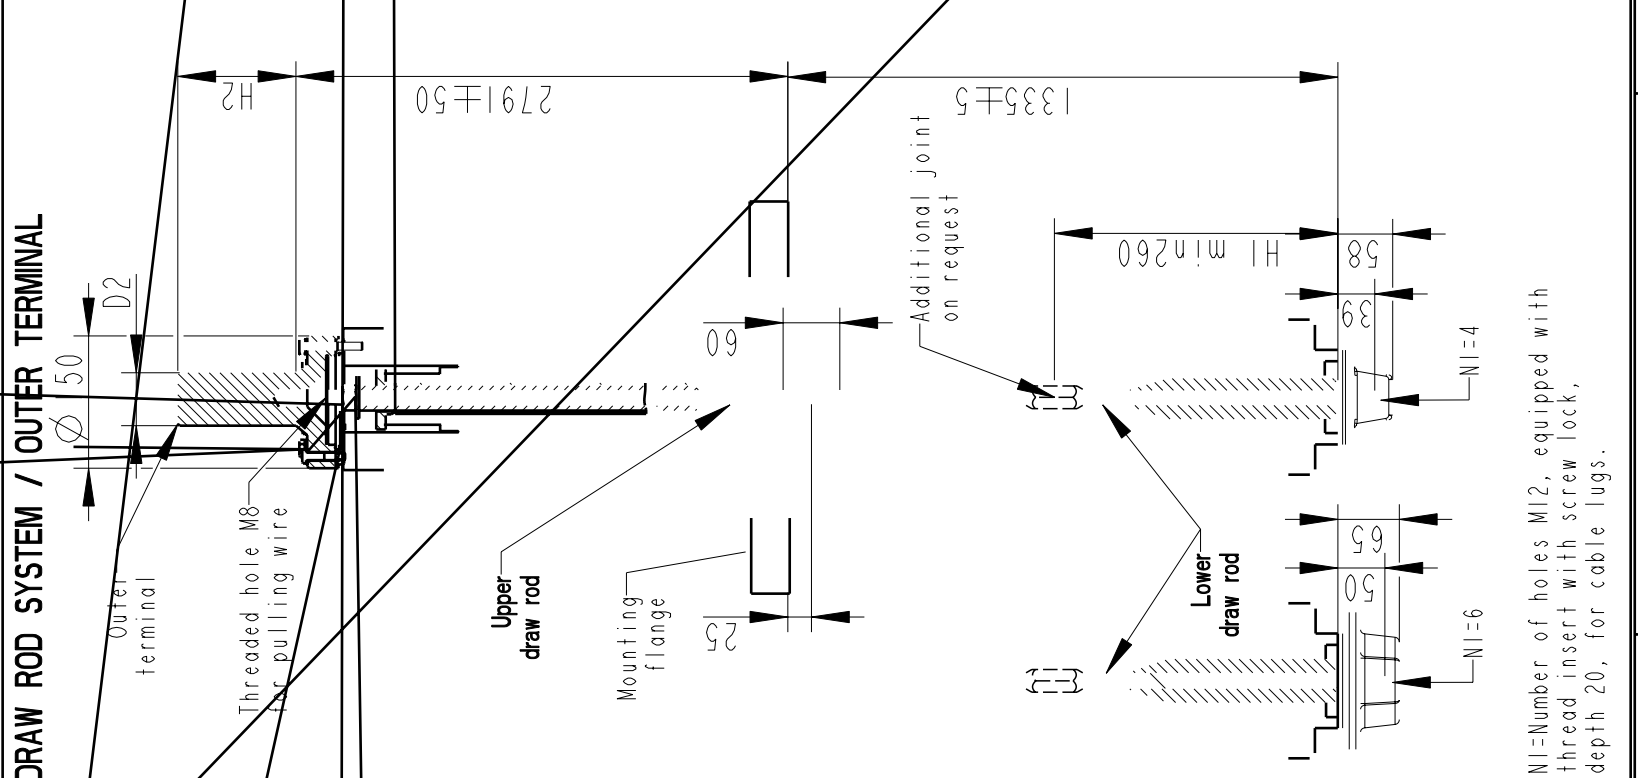 DRAW ROD SYSTEM / OUTER TERMINAL
Ø 50
D2
H2
2791±50
1335±5
Outer
terminal
Threaded hole M8
for pulling wire
Upper
draw rod
Mounting
flange
60
25
Additional joint
on request
H1 min260
58
39
N1=4
Lower
draw rod
65
50
N1=6
N1=Number of holes M12, equipped with
thread insert with screw lock,
depth 20, for cable lugs.